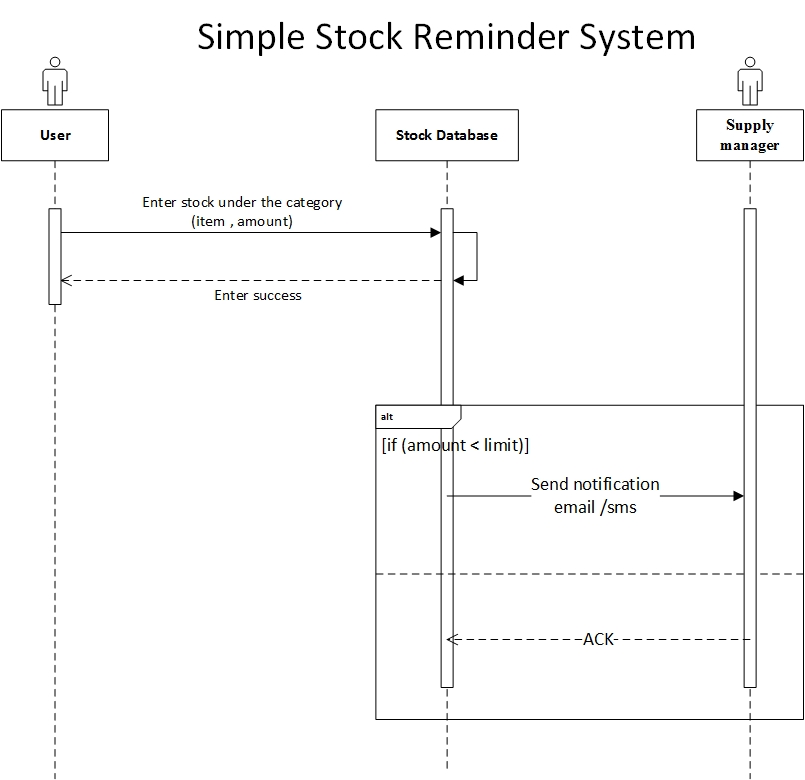 Simple Stock Reminder System
User
Stock Database
Supply
manager
Enter stock under the category
(item , amount)
Enter success
alt
[if (amount < limit)]
Send notification
email /sms
ACK